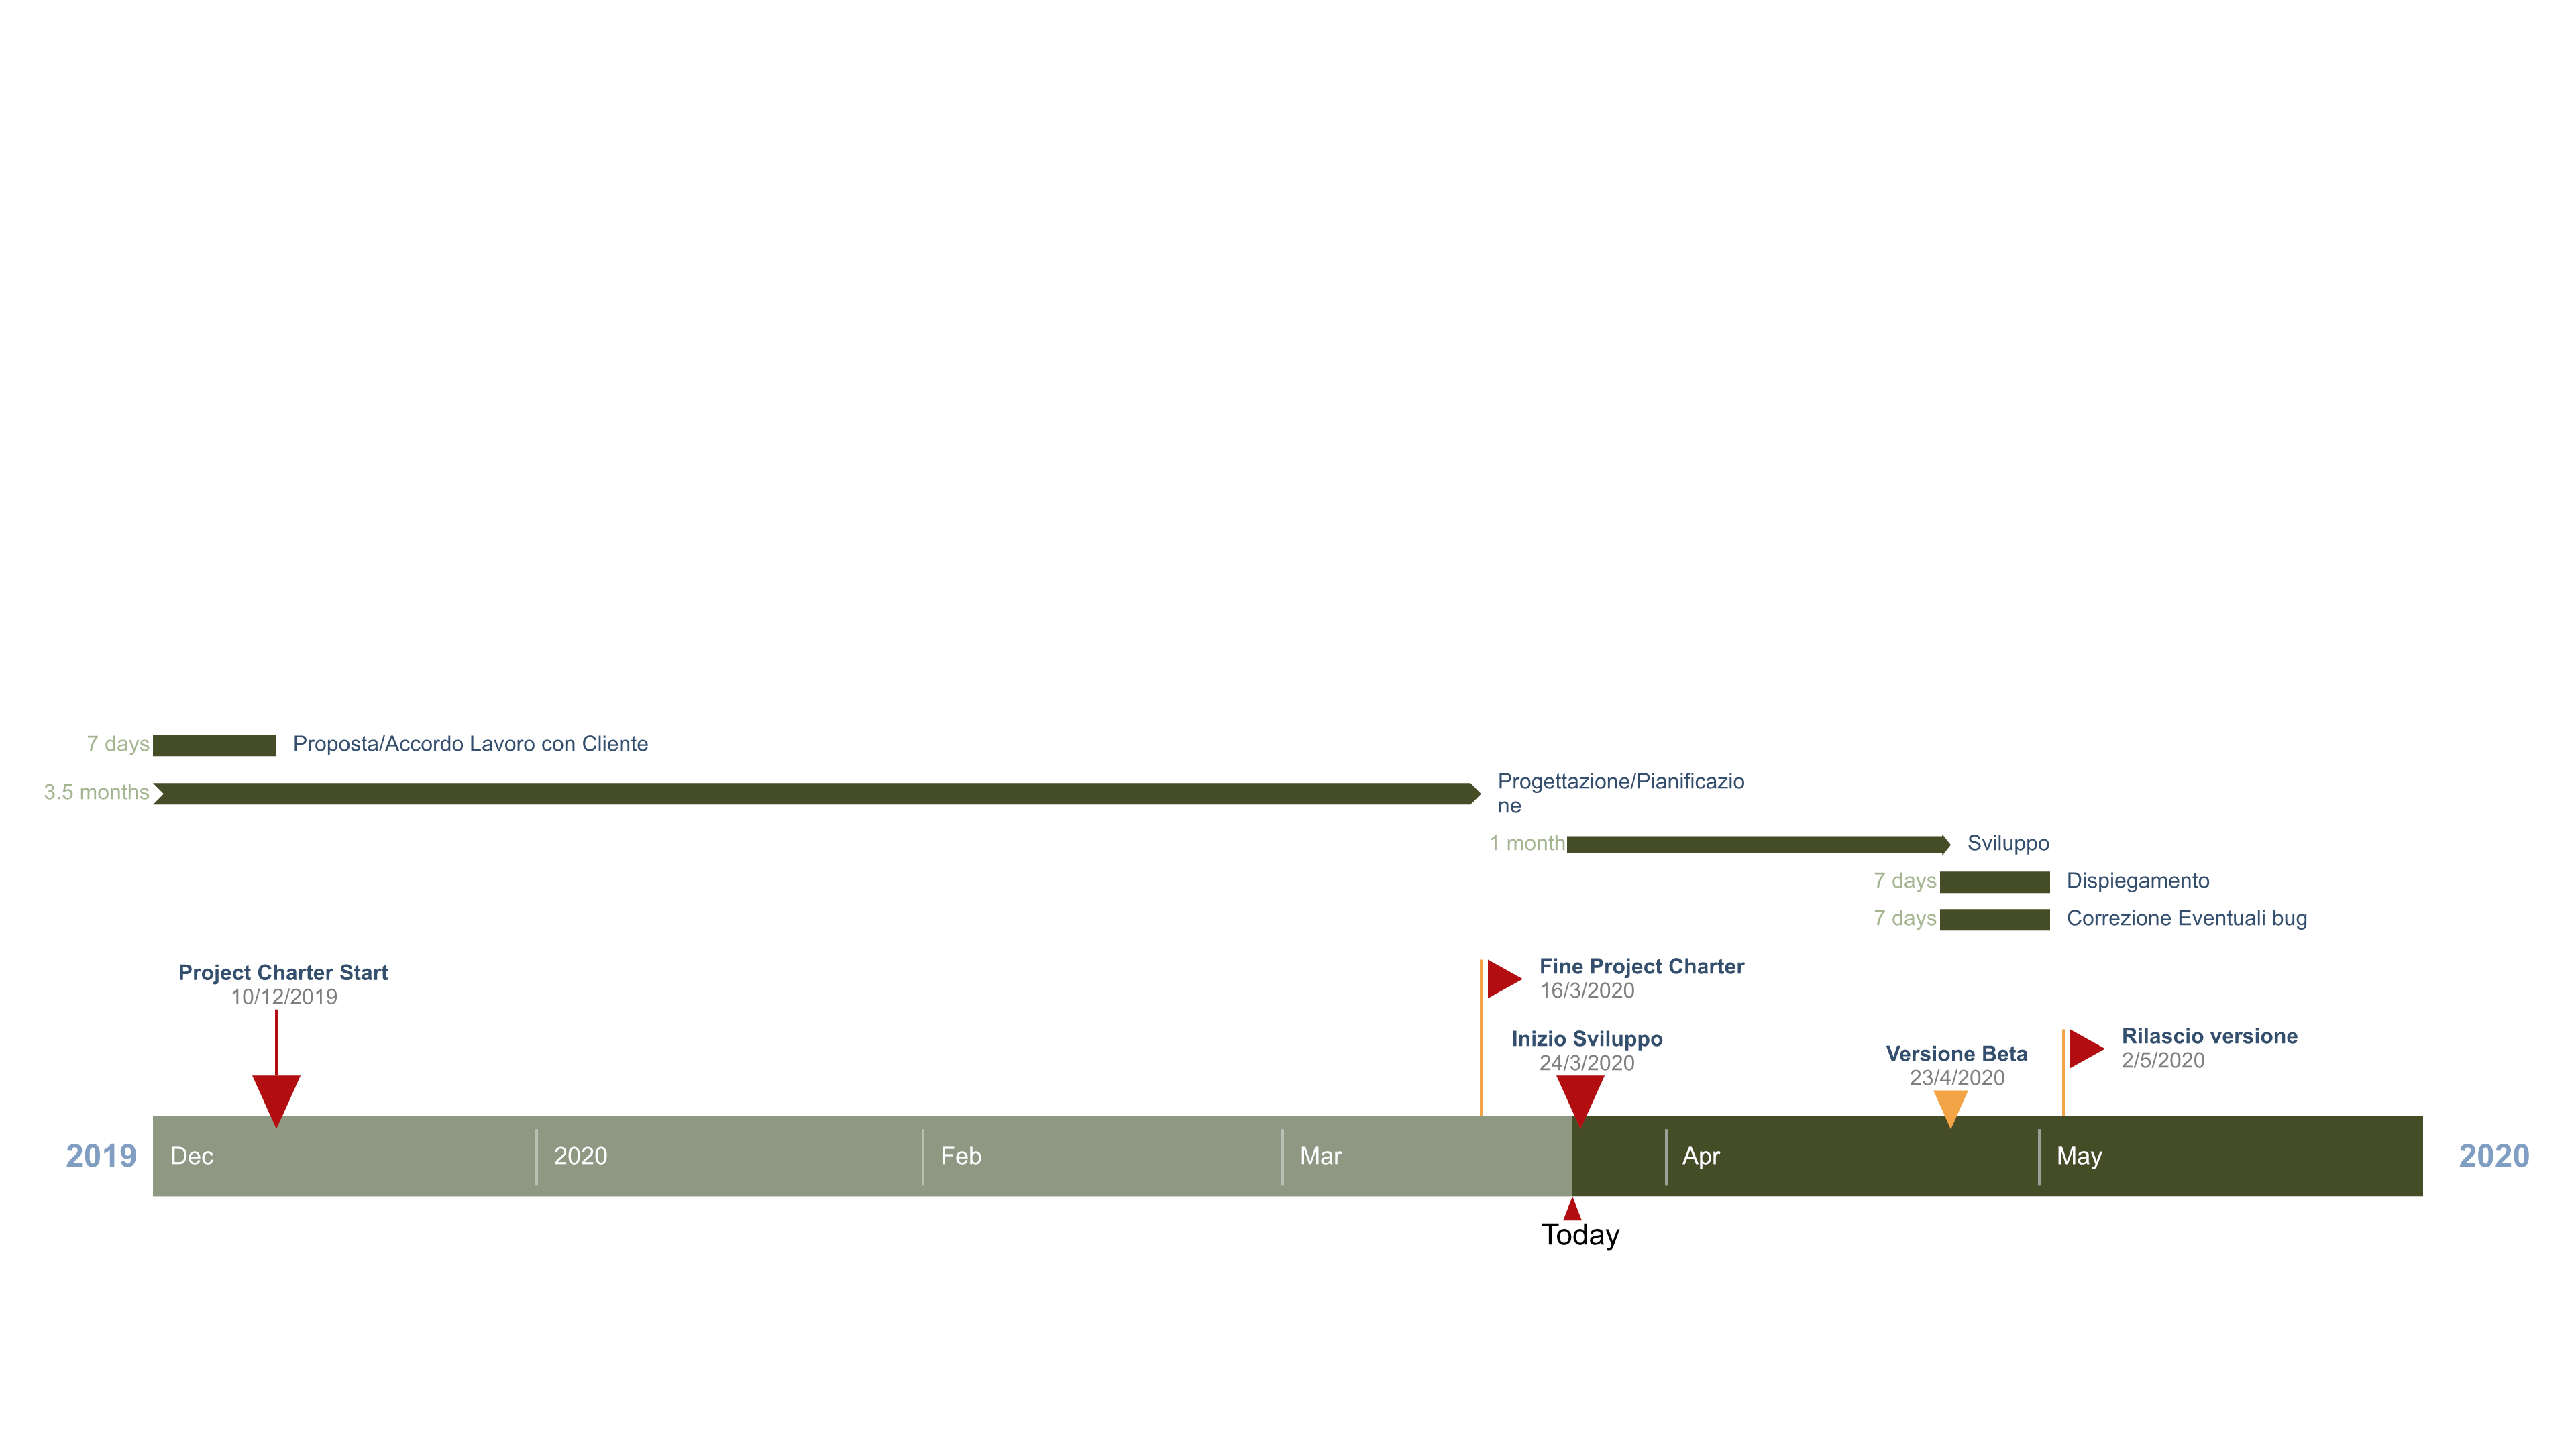 7 days
Proposta/Accordo Lavoro con Cliente
3.5 months
Progettazione/Pianificazio
ne
1 month
Sviluppo
7 days
Dispiegamento
7 days
Correzione Eventuali bug
Project Charter Start
10/12/2019
Fine Project Charter
16/3/2020
Inizio Sviluppo
24/3/2020
Versione Beta
23/4/2020
Rilascio versione
2/5/2020
2019
Dec
2020
Feb
Mar
Apr
May
2020
Today